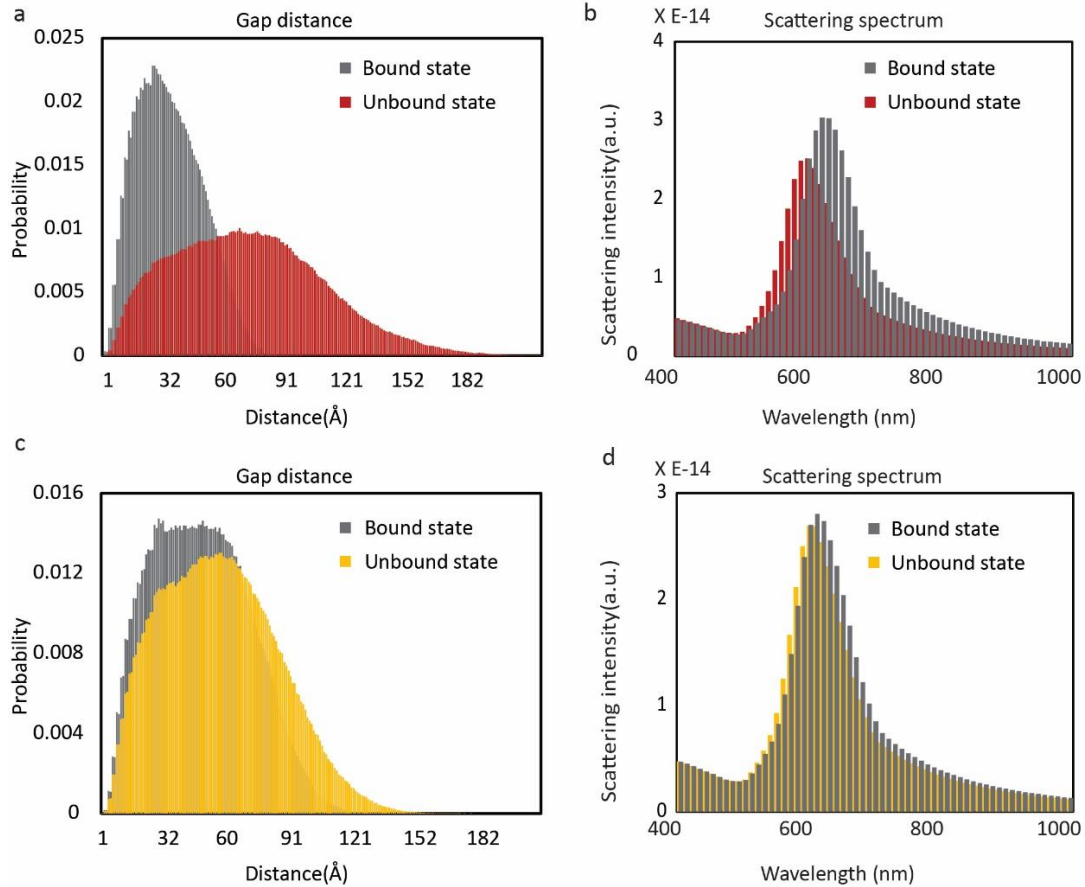 a
Gap distance
0.025
0.02
0.015
0.01
0.005
0
Probability
Bound state
Unbound state
1 32 60 91 121 152 182
Distance(Å)
b
X E-14
Scattering spectrum
4
3
2
1
0
Scattering intensity(a.u.)
Bound state
Unbound state
400 600 800 1000
Wavelength (nm)
c
Gap distance
0.016
0.012
0.008
0.004
0
Probability
Bound state
Unbound state
1 32 60 91 121 152 182
Distance(Å)
d
X E-14
Scattering spectrum
3
2
1
0
Scattering intensity(a.u.)
Bound state
Unbound state
400 600 800 1000
Wavelength (nm)